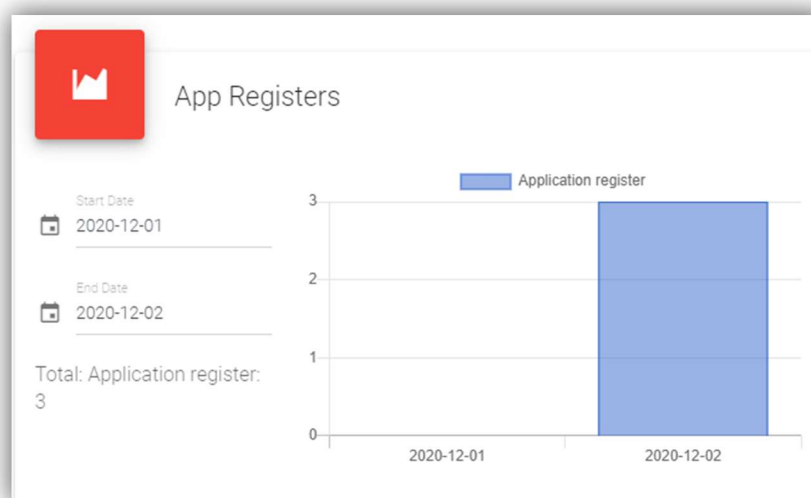 App Registers
Start Date
2020-12-01
End Date
2020-12-02
Total: Application register:
3
Application register
3
2
1
0
2020-12-01 2020-12-02